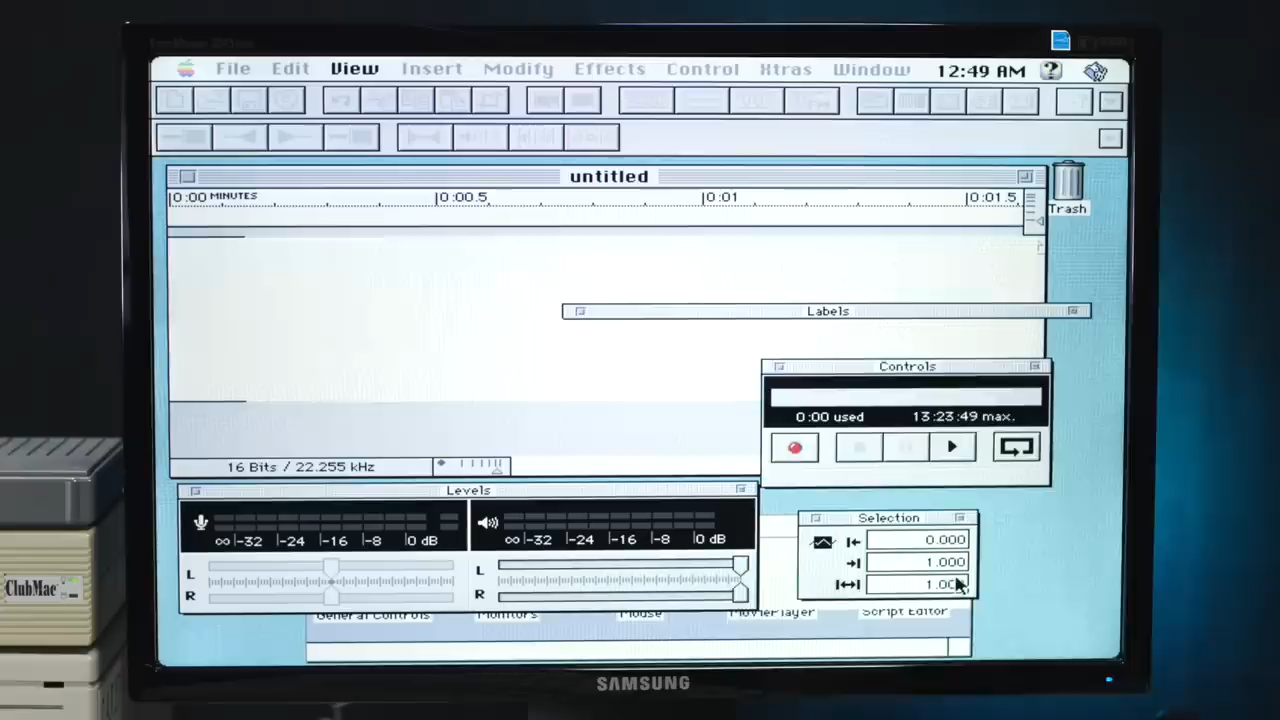 File Edit View Insert Modify Effects Control Xtras Window 12:49 AM
untitled
0:00 MINUTES 0:00.5 0:01 0:01.5
Trash
Labels
Controls
0:00 used 13:23:49 max.
16 Bits / 22.255 kHz
Levels
∞ -32 -24 -16 -8 0 dB ∞ -32 -24 -16 -8 0 dB
L L
R R
Selection
0.000
1.000
General Controls Monitors Mouse MoviePlayer Script Editor
ClubMac
SAMSUNG